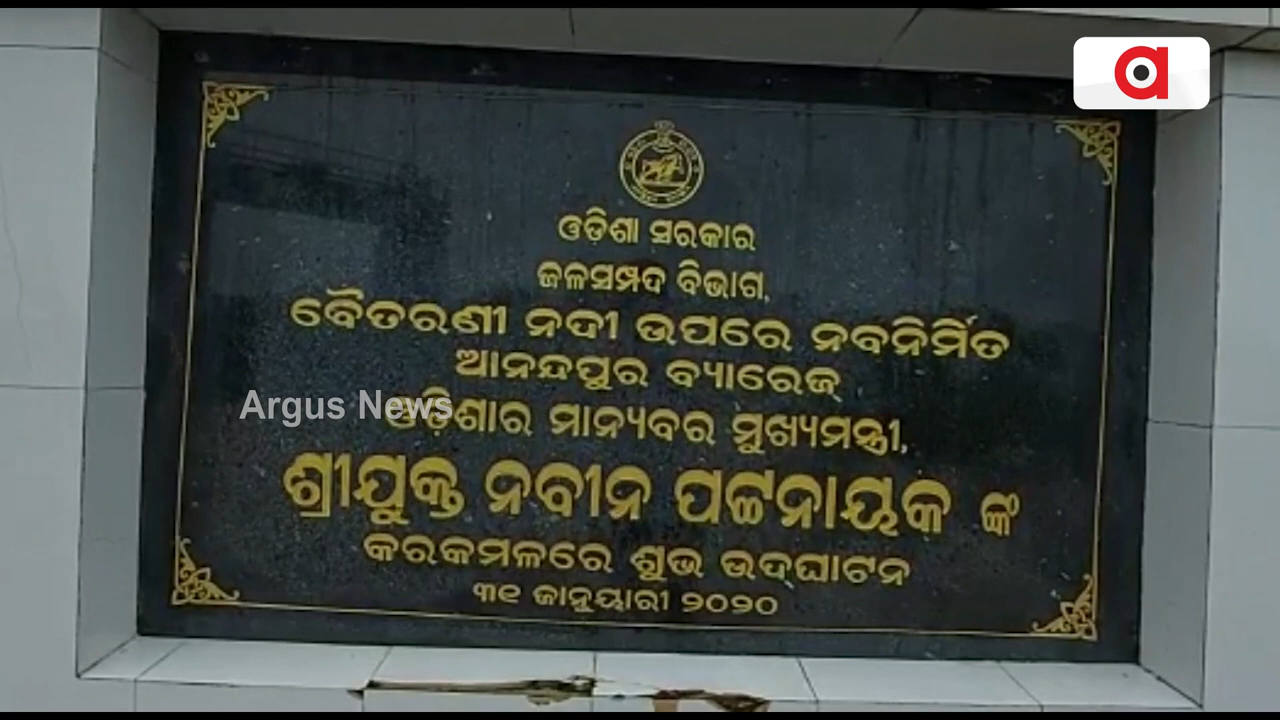 ଓଡ଼ିଶା ସରକାର
ଜଳସମ୍ପଦ ବିଭାଗ,
ବୈତରଣୀ ନଦୀ ଉପରେ ନବନିର୍ମିତ
ଆନନ୍ଦପୁର ବ୍ୟାରେଜ୍
Argus News
ଓଡ଼ିଶାର ମାନ୍ୟବର ମୁଖ୍ୟମନ୍ତ୍ରୀ,
ଶ୍ରୀଯୁକ୍ତ ନବୀନ ପଟ୍ଟନାୟକ ଙ୍କ
କରକମଳରେ ଶୁଭ ଉଦ୍‌ଘାଟନ
୩୧ ଜାନୁୟାରୀ ୨୦୨୦